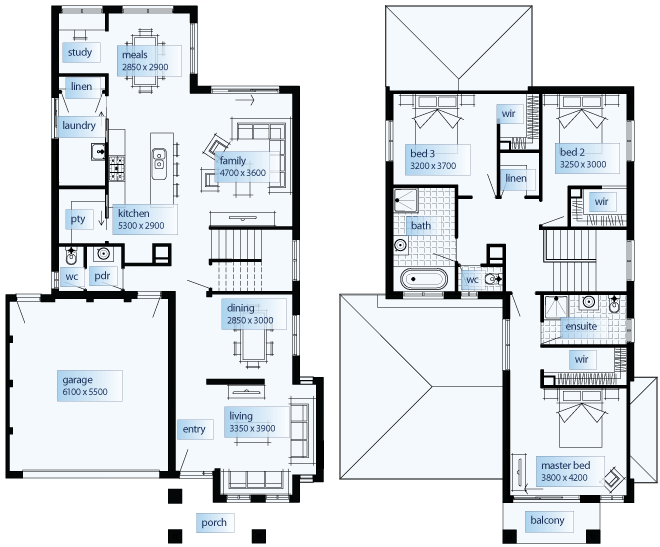 study
meals
2850 x 2900
linen
laundry
family
4700 x 3600
pty
kitchen
5300 x 2900
wc
pdr
dining
2850 x 3000
garage
6100 x 5500
living
3350 x 3900
entry
porch
wir
bed 3
3200 x 3700
bed 2
3250 x 3000
linen
wir
bath
wc
ensuite
wir
master bed
3800 x 4200
balcony